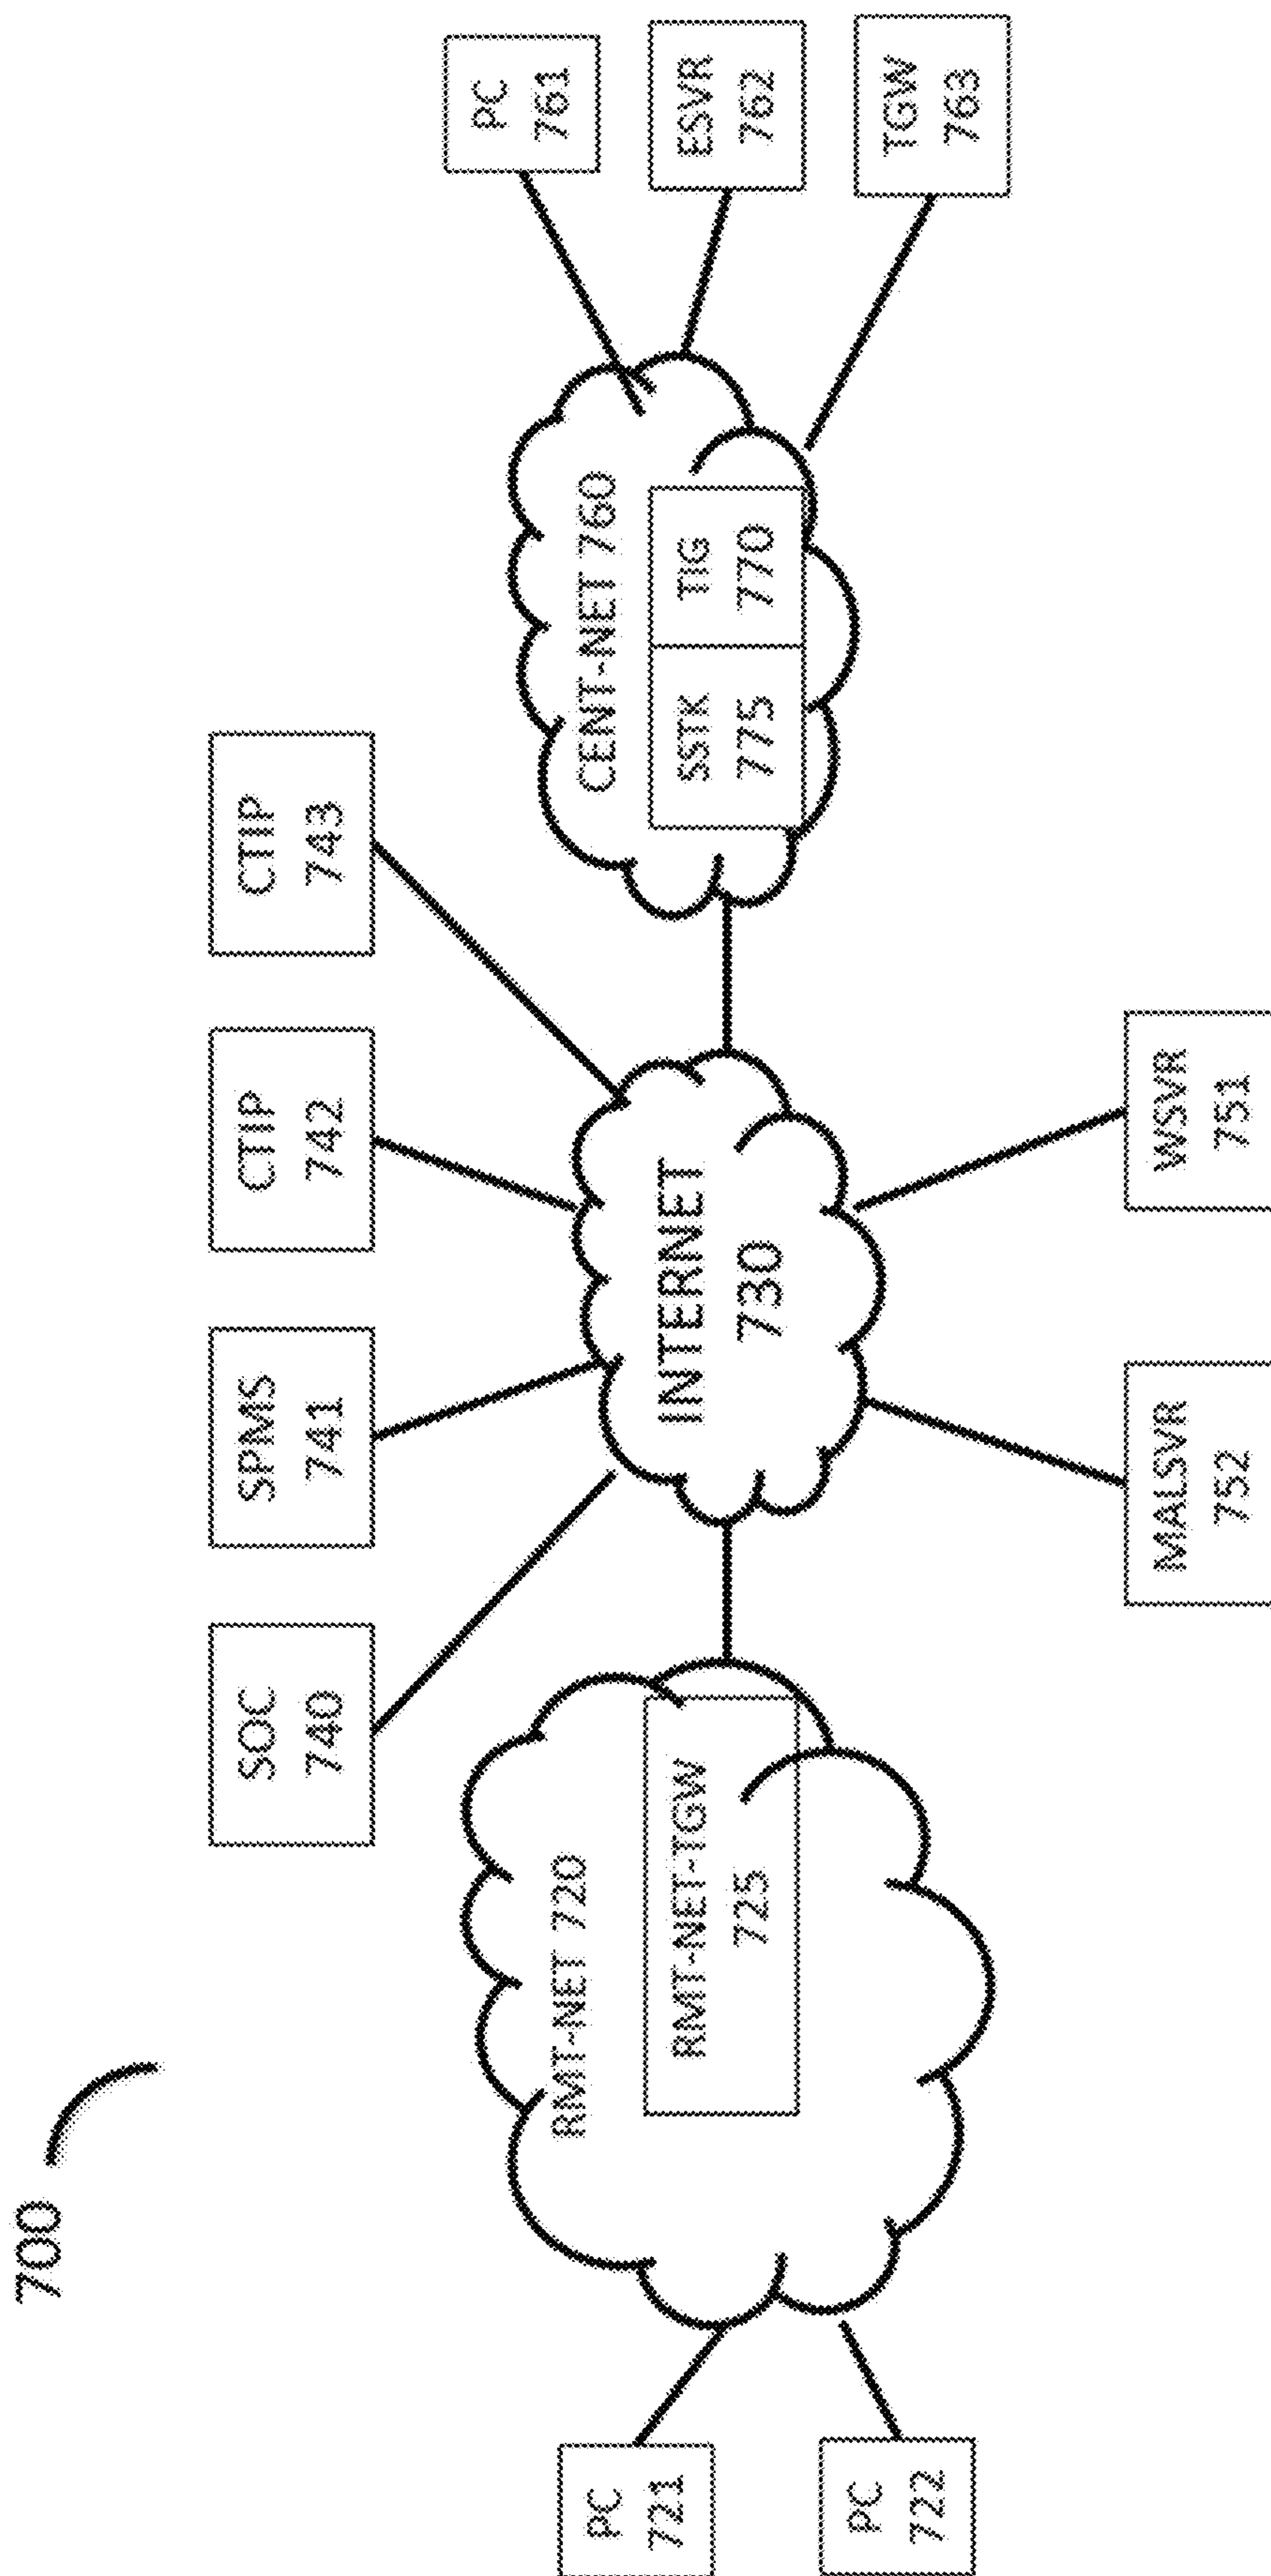 700
SOC
740
SPMS
741
CTIP
742
CTIP
743
PC
721
PC
722
RMT-NET 720
RMT-NET-TGW
725
INTERNET
730
CENT-NET 760
SSTK
775
TIG
770
PC
761
ESVR
762
TGW
763
MALSVR
752
WSVR
751